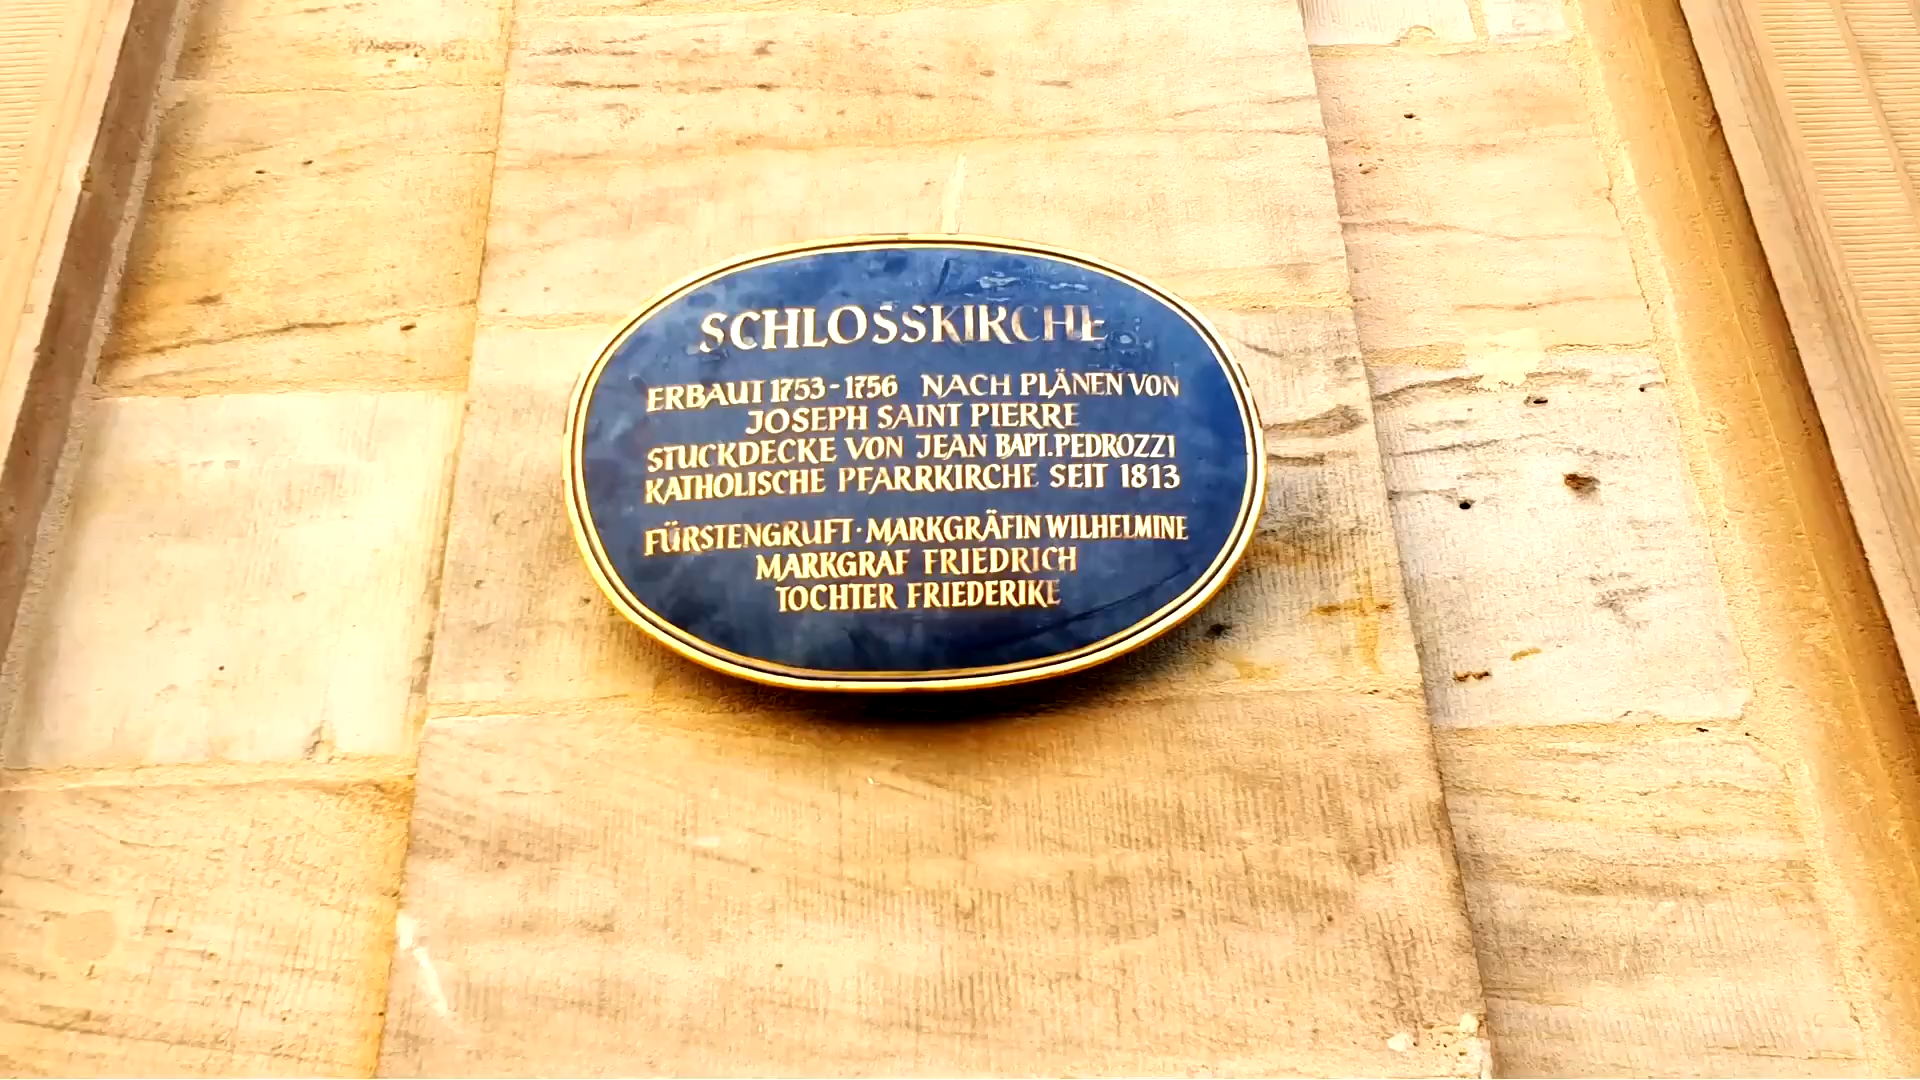 SCHLOSSKIRCHE
ERBAUT 1753-1756 NACH PLÄNEN VON
JOSEPH SAINT PIERRE
STUCKDECKE VON JEAN BAPT.PEDROZZI
KATHOLISCHE PFARRKIRCHE SEIT 1813
FÜRSTENGRUFT · MARKGRÄFIN WILHELMINE
MARKGRAF FRIEDRICH
TOCHTER FRIEDERIKE